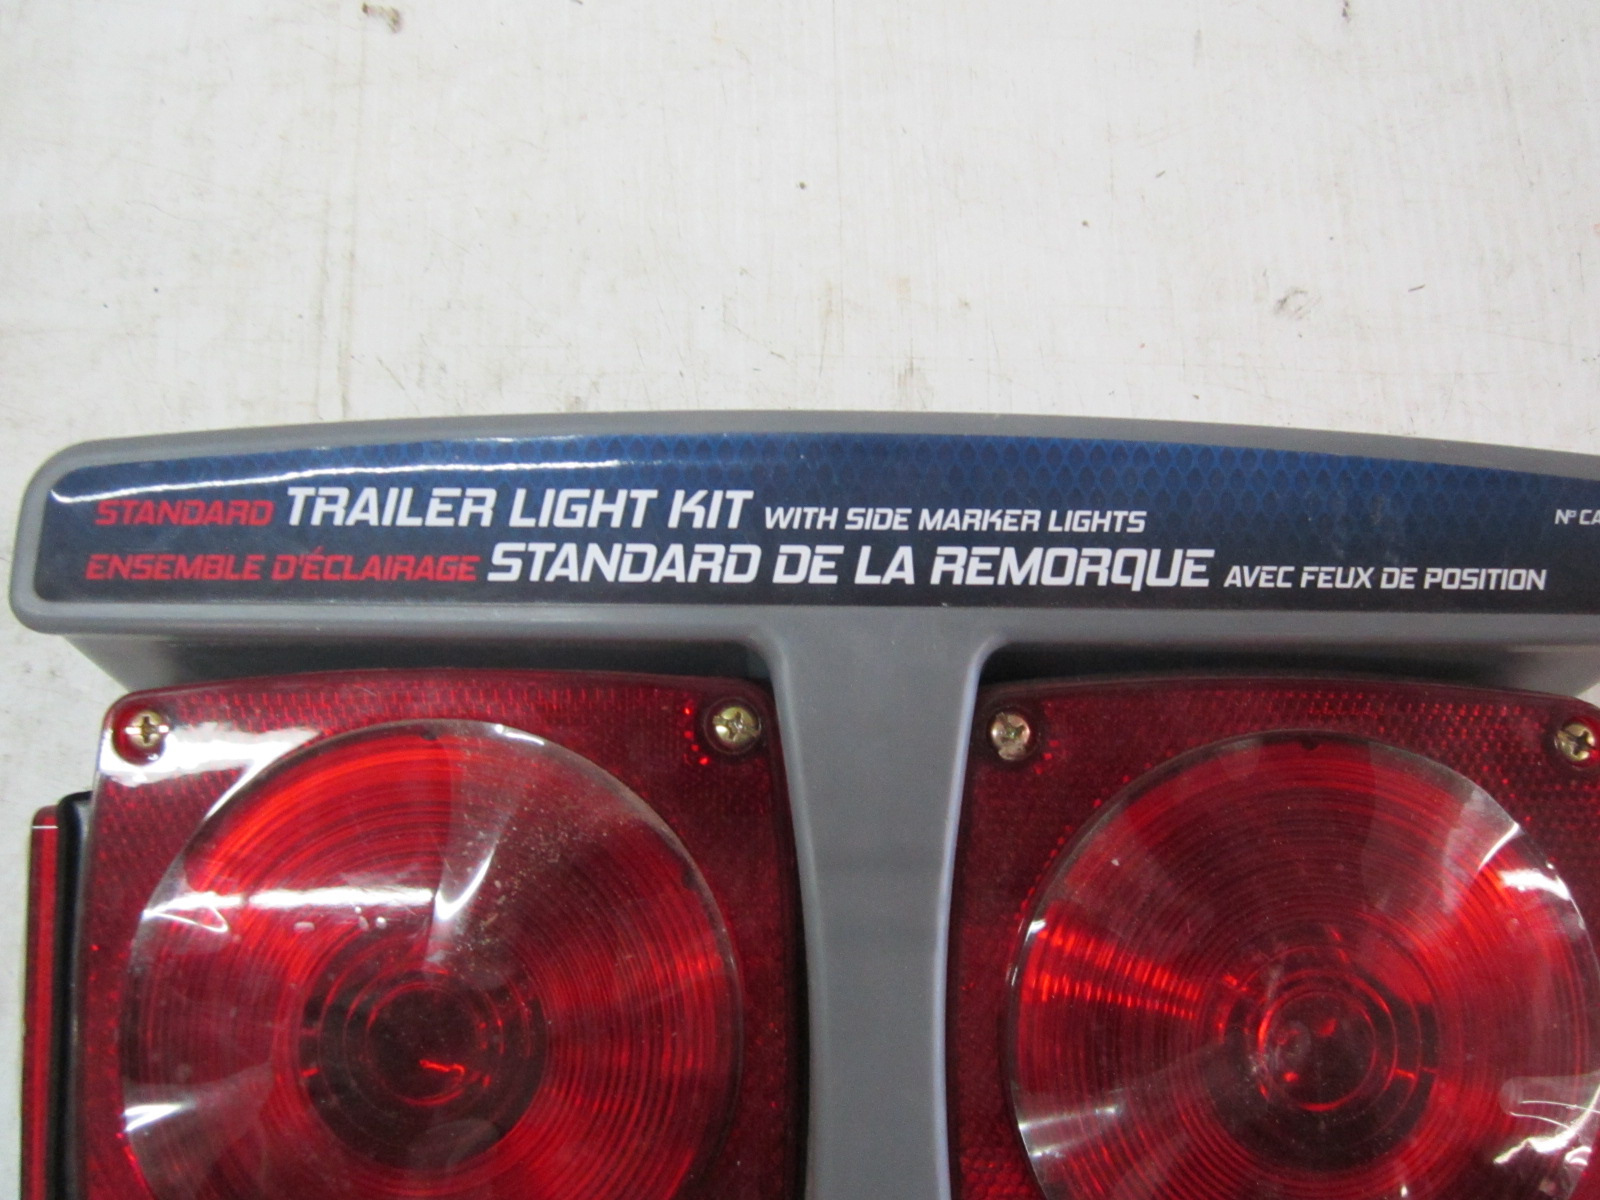 STANDARD TRAILER LIGHT KIT WITH SIDE MARKER LIGHTS
ENSEMBLE D'ÉCLAIRAGE STANDARD DE LA REMORQUE AVEC FEUX DE POSITION